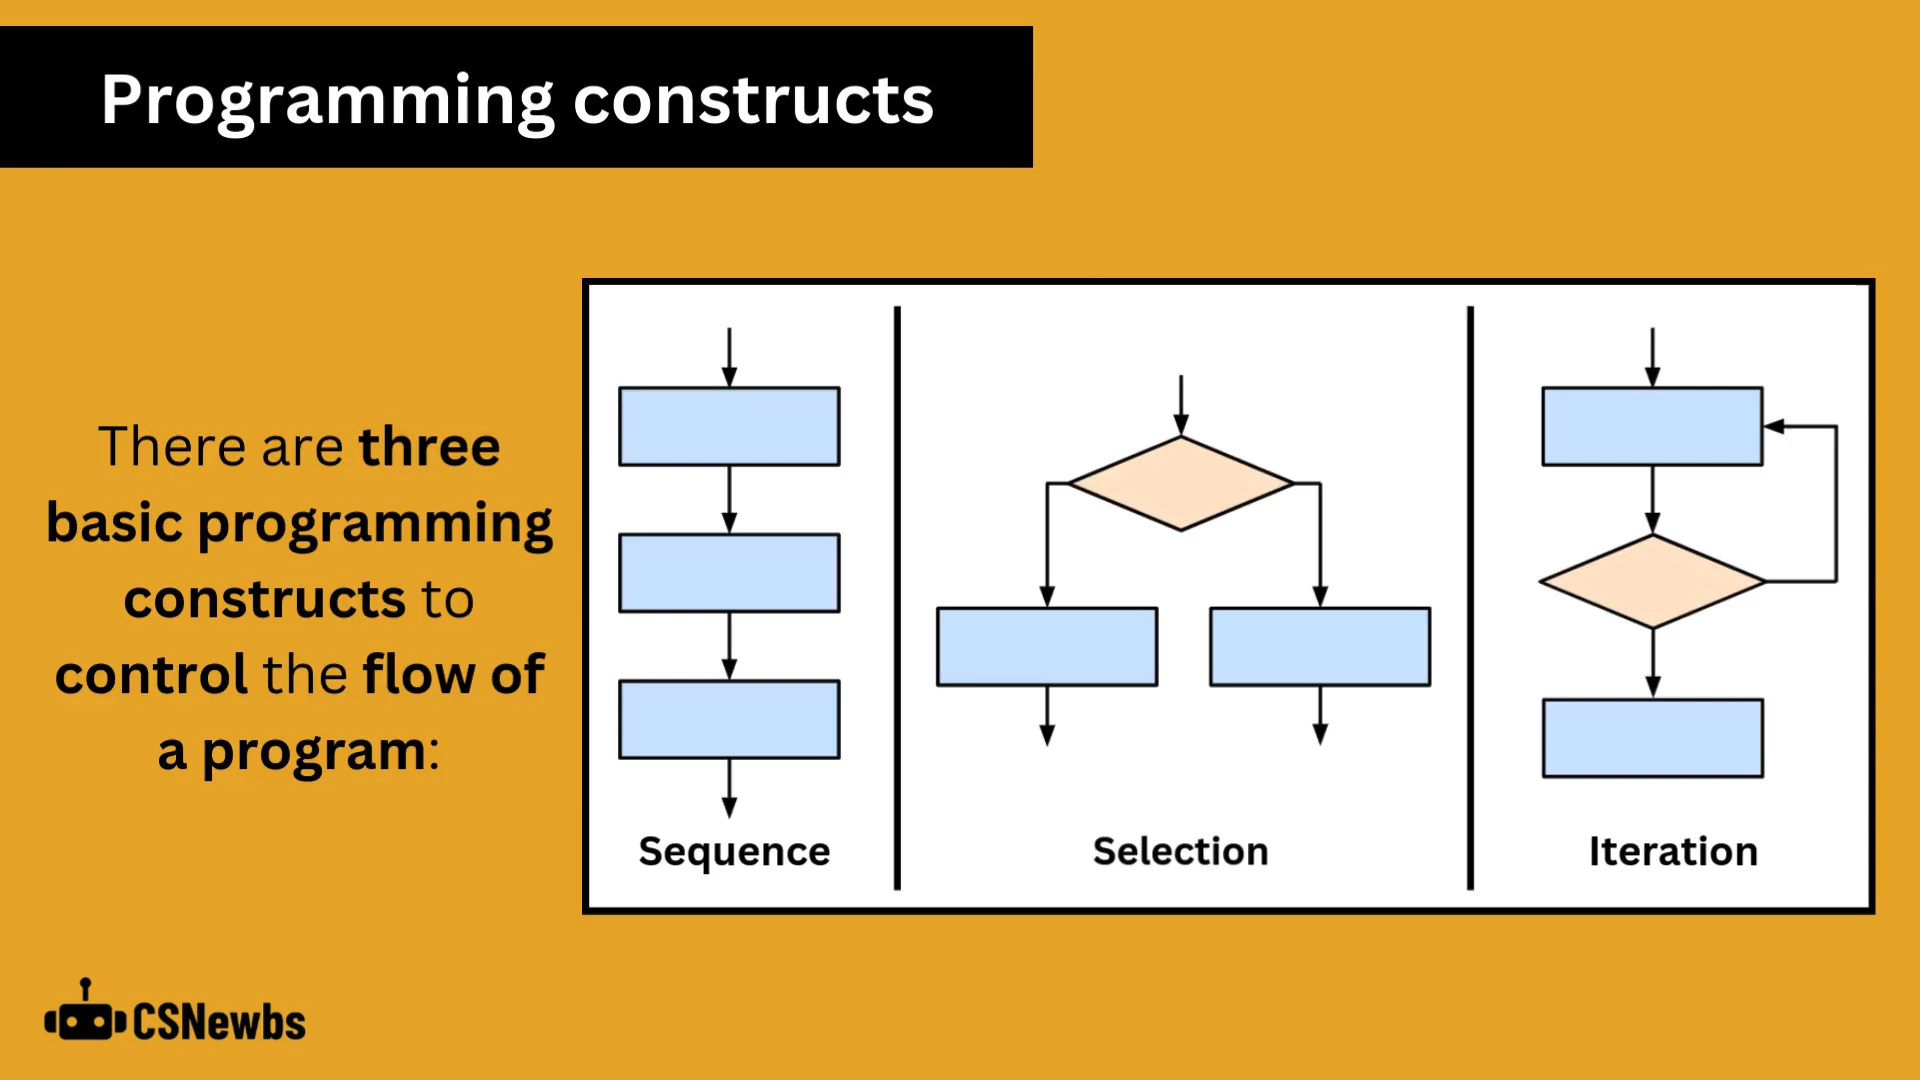 Programming constructs
There are three
basic programming
constructs to
control the flow of
a program:
Sequence
Selection
Iteration
CSNewbs